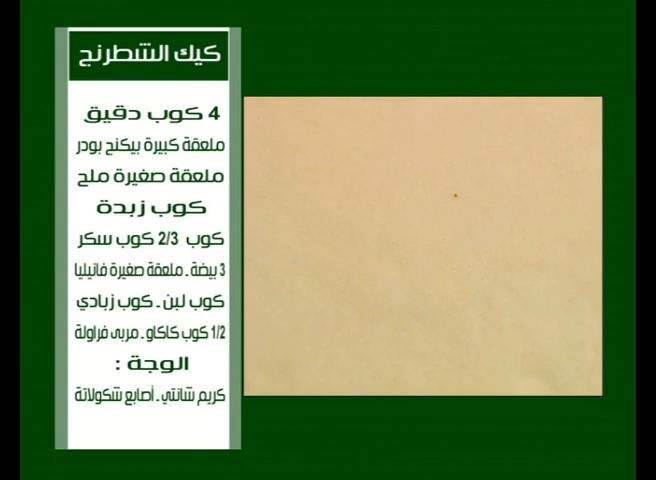 كيك الشطرنج
4 كوب دقيق
ملعقة كبيرة بيكنج بودر
ملعقة صغيرة ملح
كوب زبدة
كوب 2/3 كوب سكر
3 بيضة . ملعقة صغيرة فانيليا
كوب لبن . كوب زبادي
1/2 كوب كاكاو . مربى فراولة
الوجة :
كريم شانتي . أصابع شكولاتة